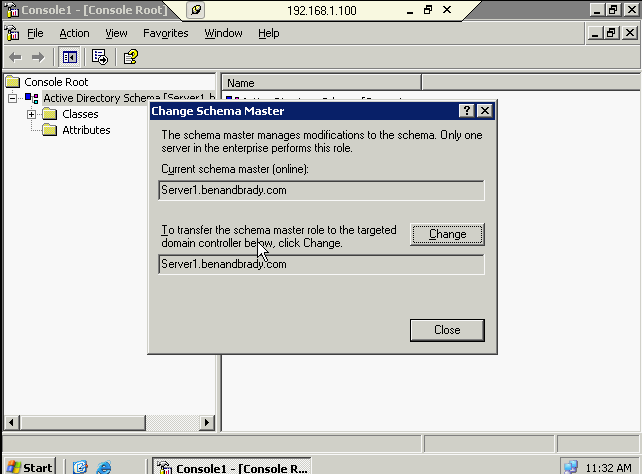 Console1 - [Console Root]
192.168.1.100
File Action View Favorites Window Help
Console Root
Active Directory Schema [Server1.b
Classes
Attributes
Name
Change Schema Master
The schema master manages modifications to the schema. Only one
server in the enterprise performs this role.
Current schema master (online):
Server1.benandbrady.com
To transfer the schema master role to the targeted
domain controller below, click Change.
Change
Server1.benandbrady.com
Close
Start
Console1 - [Console R...
11:32 AM